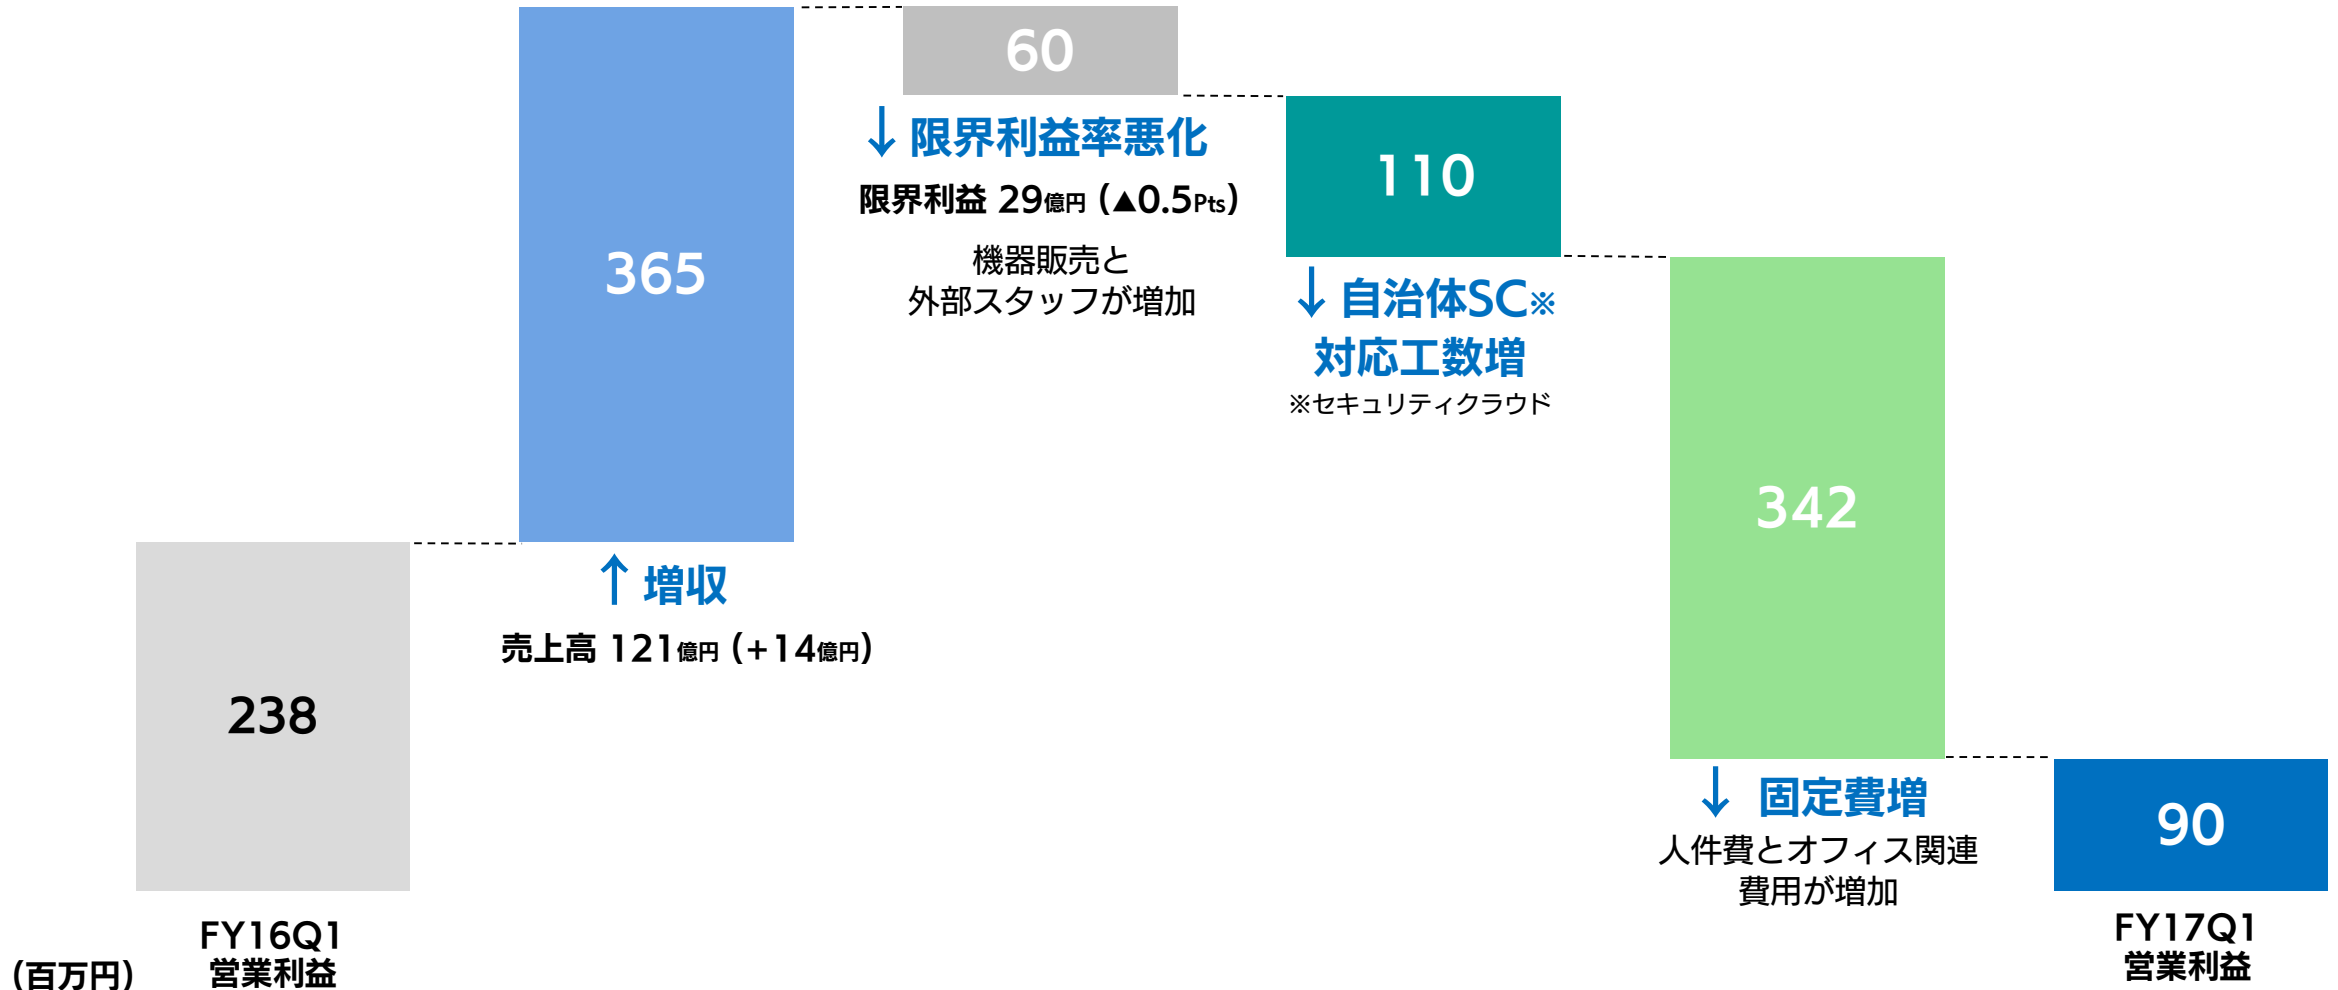 238
FY16Q1
営業利益
(百万円)
365
↑ 増収
売上高 121億円 (+14億円)
60
↓ 限界利益率悪化
限界利益 29億円 (▲0.5Pts)
機器販売と
外部スタッフが増加
110
↓ 自治体SC※
対応工数増
※セキュリティクラウド
342
↓ 固定費増
人件費とオフィス関連
費用が増加
90
FY17Q1
営業利益